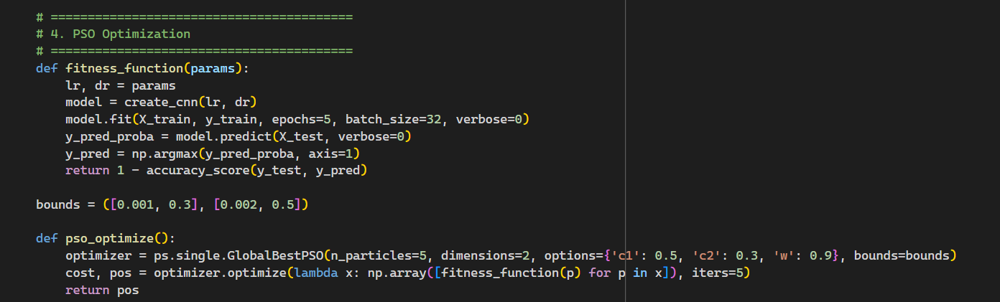 # =========================================
# 4. PSO Optimization
# =========================================
def fitness_function(params):
    lr, dr = params
    model = create_cnn(lr, dr)
    model.fit(X_train, y_train, epochs=5, batch_size=32, verbose=0)
    y_pred_proba = model.predict(X_test, verbose=0)
    y_pred = np.argmax(y_pred_proba, axis=1)
    return 1 - accuracy_score(y_test, y_pred)
bounds = ([0.001, 0.3], [0.002, 0.5])
def pso_optimize():
    optimizer = ps.single.GlobalBestPSO(n_particles=5, dimensions=2, options={'c1': 0.5, 'c2': 0.3, 'w': 0.9}, bounds=bounds)
    cost, pos = optimizer.optimize(lambda x: np.array([fitness_function(p) for p in x]), iters=5)
    return pos